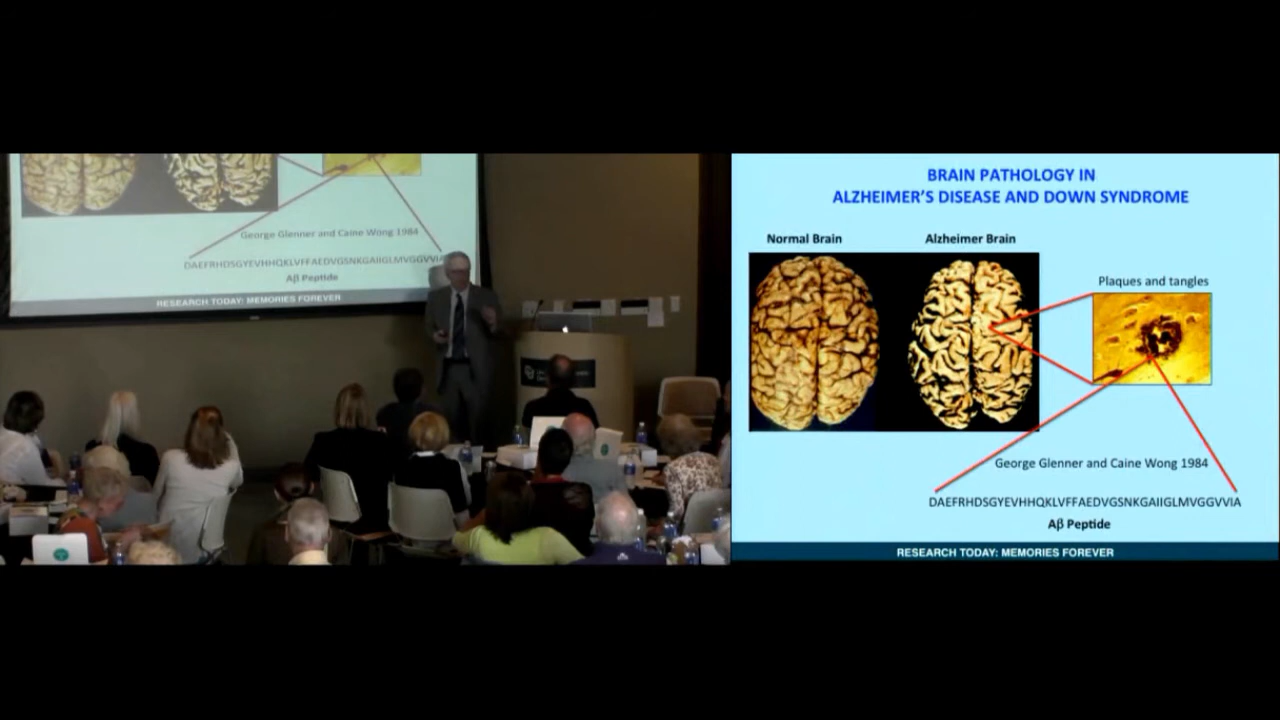 George Glenner and Caine Wong 1984
DAEFRHDSGYEVHHQKLVFFAEDVGSNKGAIIGLMVGGVVIA
Aβ Peptide
RESEARCH TODAY: MEMORIES FOREVER
BRAIN PATHOLOGY IN
ALZHEIMER'S DISEASE AND DOWN SYNDROME
Normal Brain
Alzheimer Brain
Plaques and tangles
George Glenner and Caine Wong 1984
DAEFRHDSGYEVHHQKLVFFAEDVGSNKGAIIGLMVGGVVIA
Aβ Peptide
RESEARCH TODAY: MEMORIES FOREVER